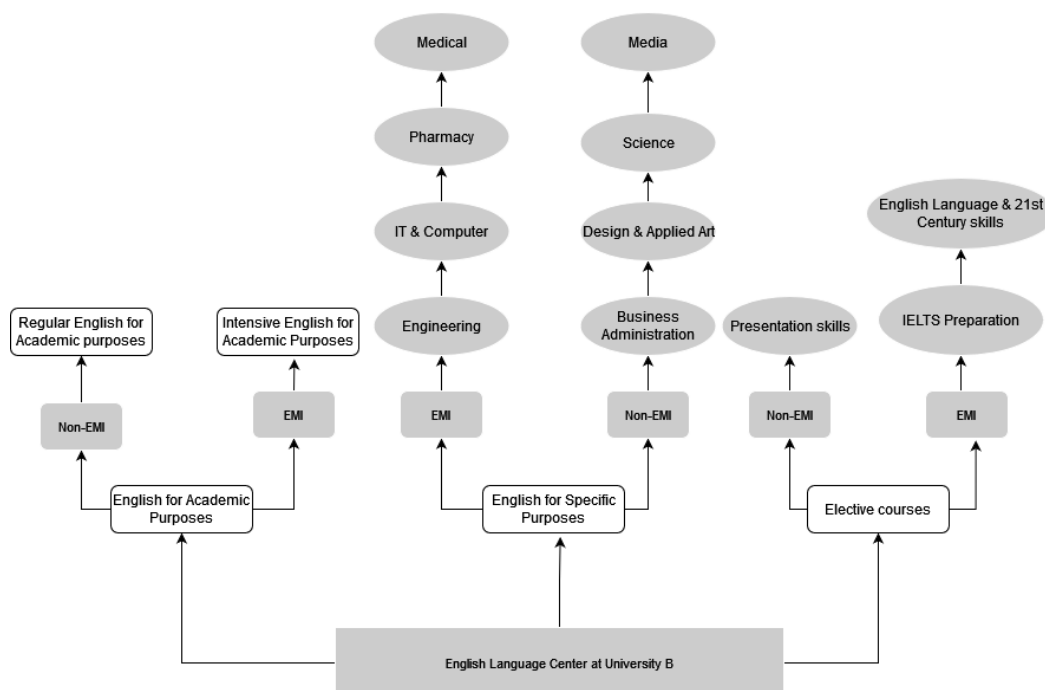 Medical
Media
Pharmacy
Science
English Language & 21st
Century skills
IT & Computer
Design & Applied Art
Regular English for
Academic purposes
Intensive English for
Academic Purposes
Engineering
Business
Administration
Presentation skills
IELTS Preparation
Non-EMI
EMI
EMI
Non-EMI
Non-EMI
EMI
English for Academic
Purposes
English for Specific
Purposes
Elective courses
English Language Center at University B